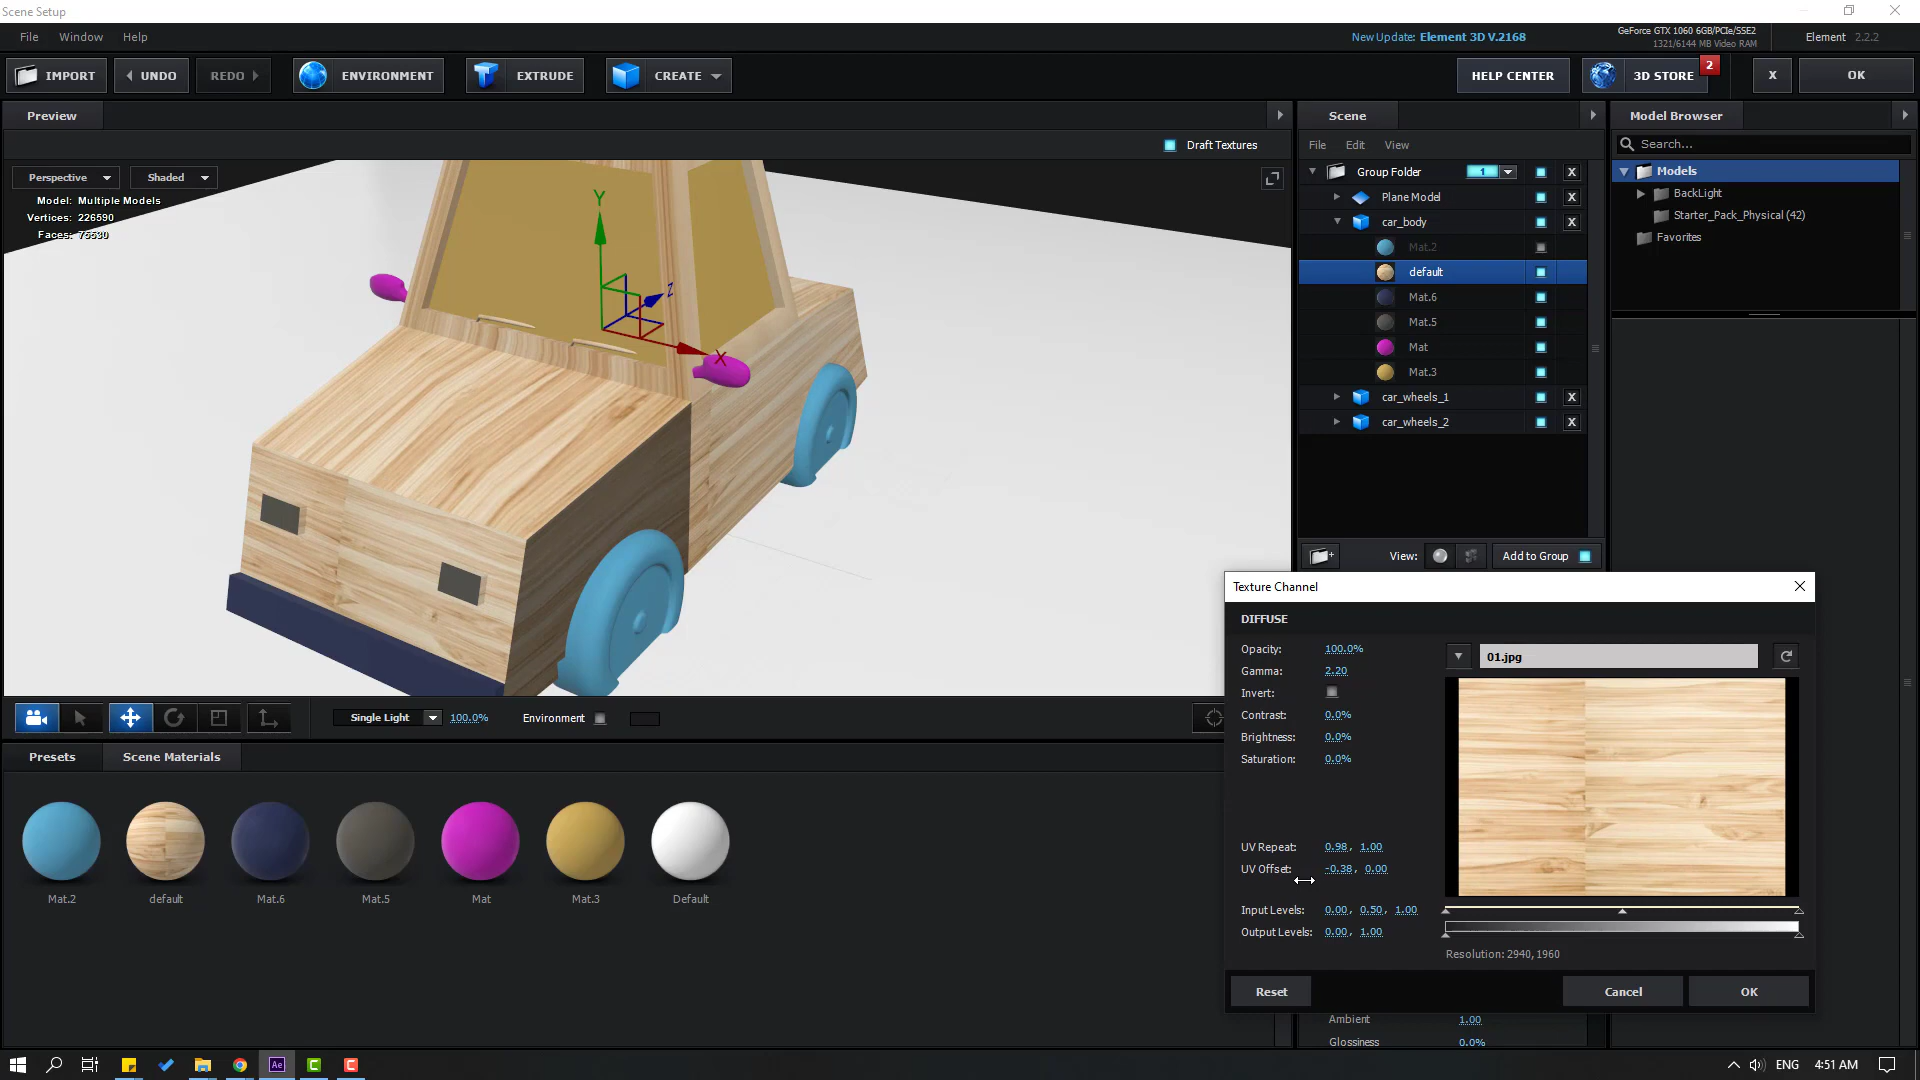 Scene Setup
File Window Help
New Update: Element 3D V.2168
GeForce GTX 1060 6GB/PCIe/SSE2
1321/6144 MB Video RAM
Element 2.2.2
IMPORT UNDO REDO ENVIRONMENT EXTRUDE CREATE HELP CENTER 3D STORE 2 X OK
Preview
Draft Textures
Perspective Shaded
Model: Multiple Models
Vertices: 226590
Faces: 75530
Y
Z
X
Scene
File Edit View
Group Folder 1 X
Plane Model X
car_body X
Mat.2
default
Mat.6
Mat.5
Mat
Mat.3
car_wheels_1 X
car_wheels_2 X
View: Add to Group
Model Browser
Search...
Models
BackLight
Starter_Pack_Physical (42)
Favorites
Texture Channel
DIFFUSE
Opacity: 100.0%
Gamma: 2.20
Invert:
Contrast: 0.0%
Brightness: 0.0%
Saturation: 0.0%
01.jpg
UV Repeat: 0.98, 1.00
UV Offset: -0.38, 0.00
Input Levels: 0.00, 0.50, 1.00
Output Levels: 0.00, 1.00
Resolution: 2940, 1960
Reset Cancel OK
Ambient 1.00
Glossiness 0.0%
Single Light 100.0% Environment
Presets Scene Materials
Mat.2 default Mat.6 Mat.5 Mat Mat.3 Default
Ae C C ENG 4:51 AM